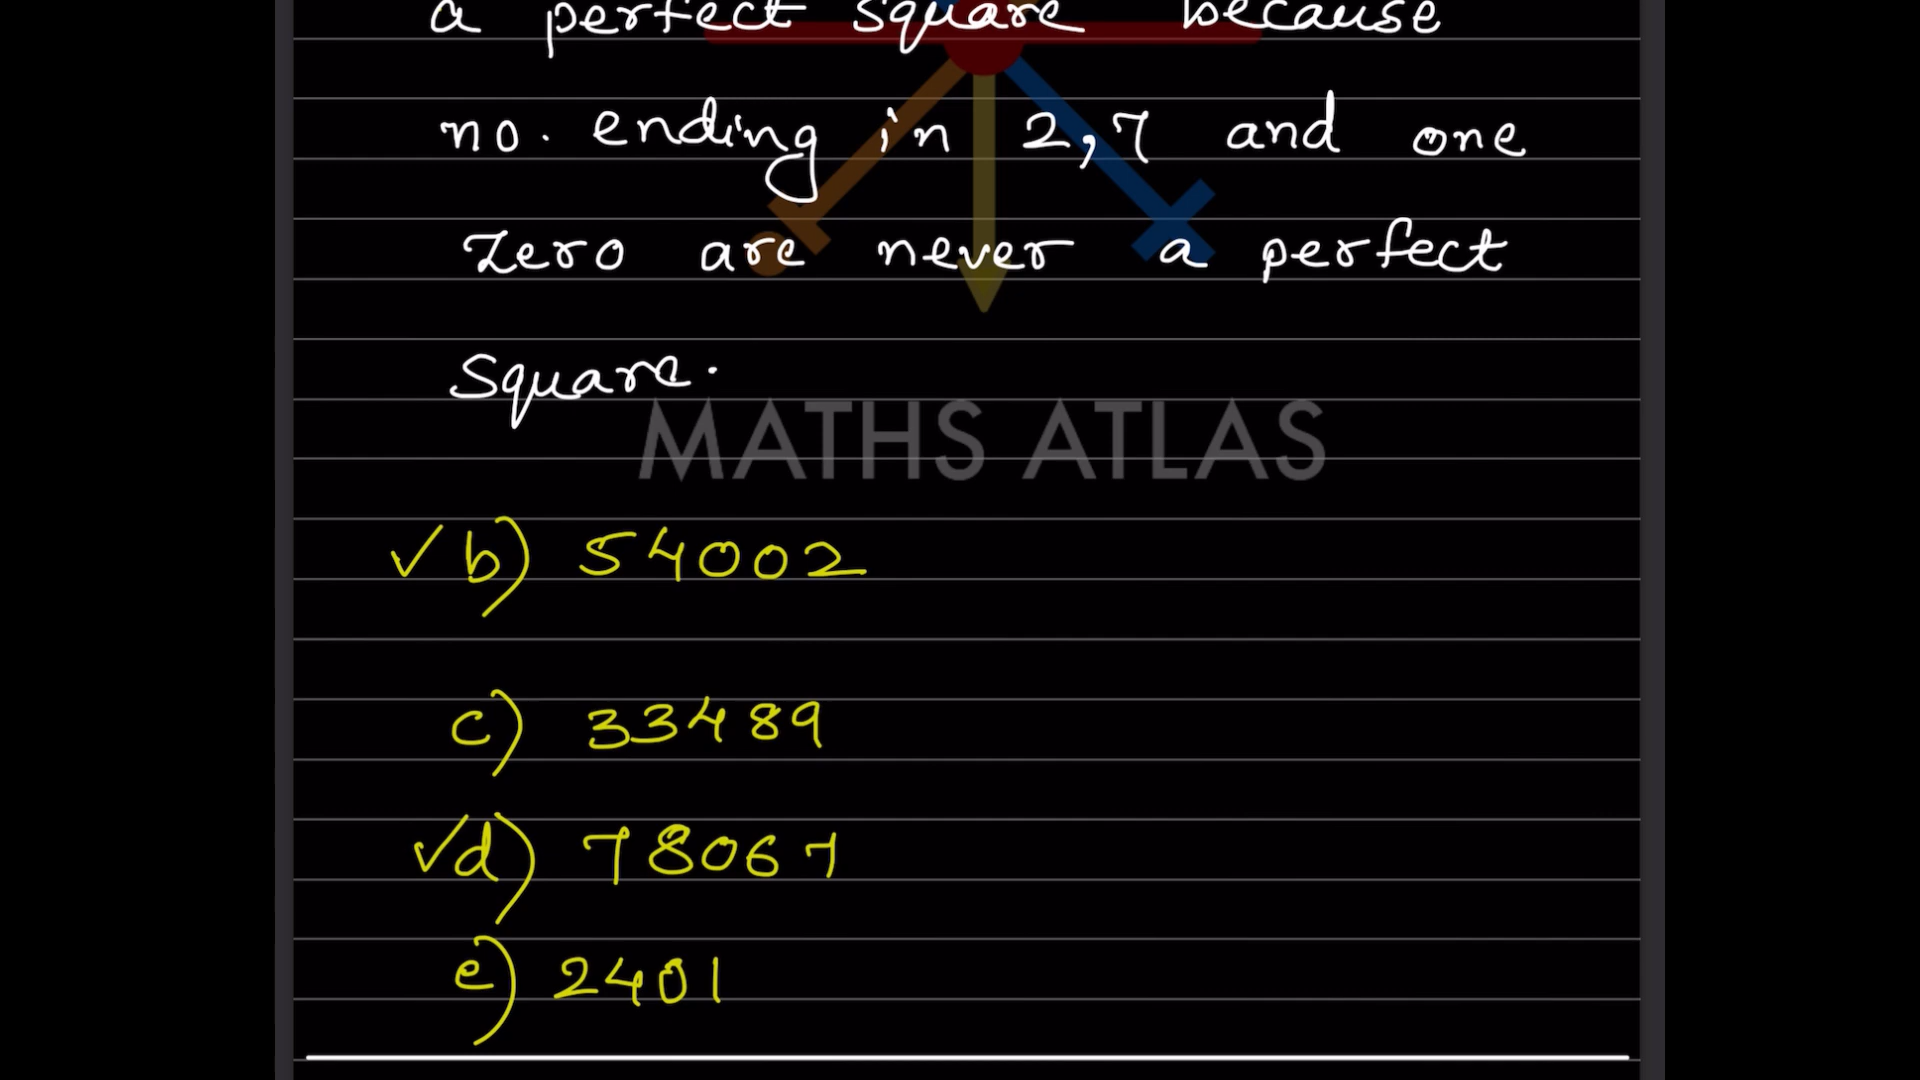 a perfect square because
no. ending in 2,7 and one
Zero are never a perfect
Square.
MATHS ATLAS
✓ b) 54002
c) 33489
✓d) 78067
e) 2401